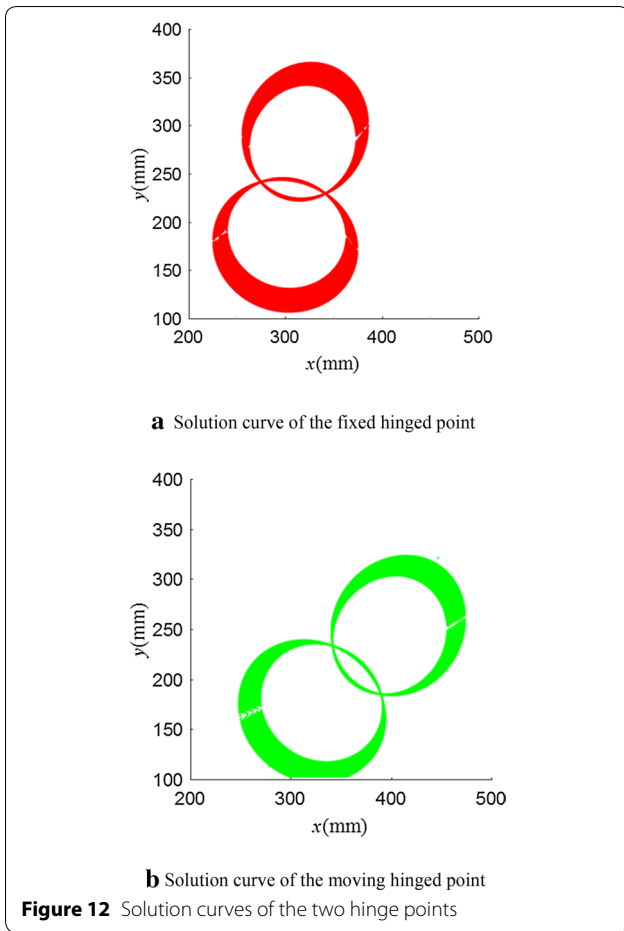 400
350
300
250
200
150
100
y(mm)
200 300 400 500
x(mm)
a Solution curve of the fixed hinged point
400
350
300
250
200
150
100
y(mm)
200 300 400 500
x(mm)
b Solution curve of the moving hinged point
Figure 12 Solution curves of the two hinge points